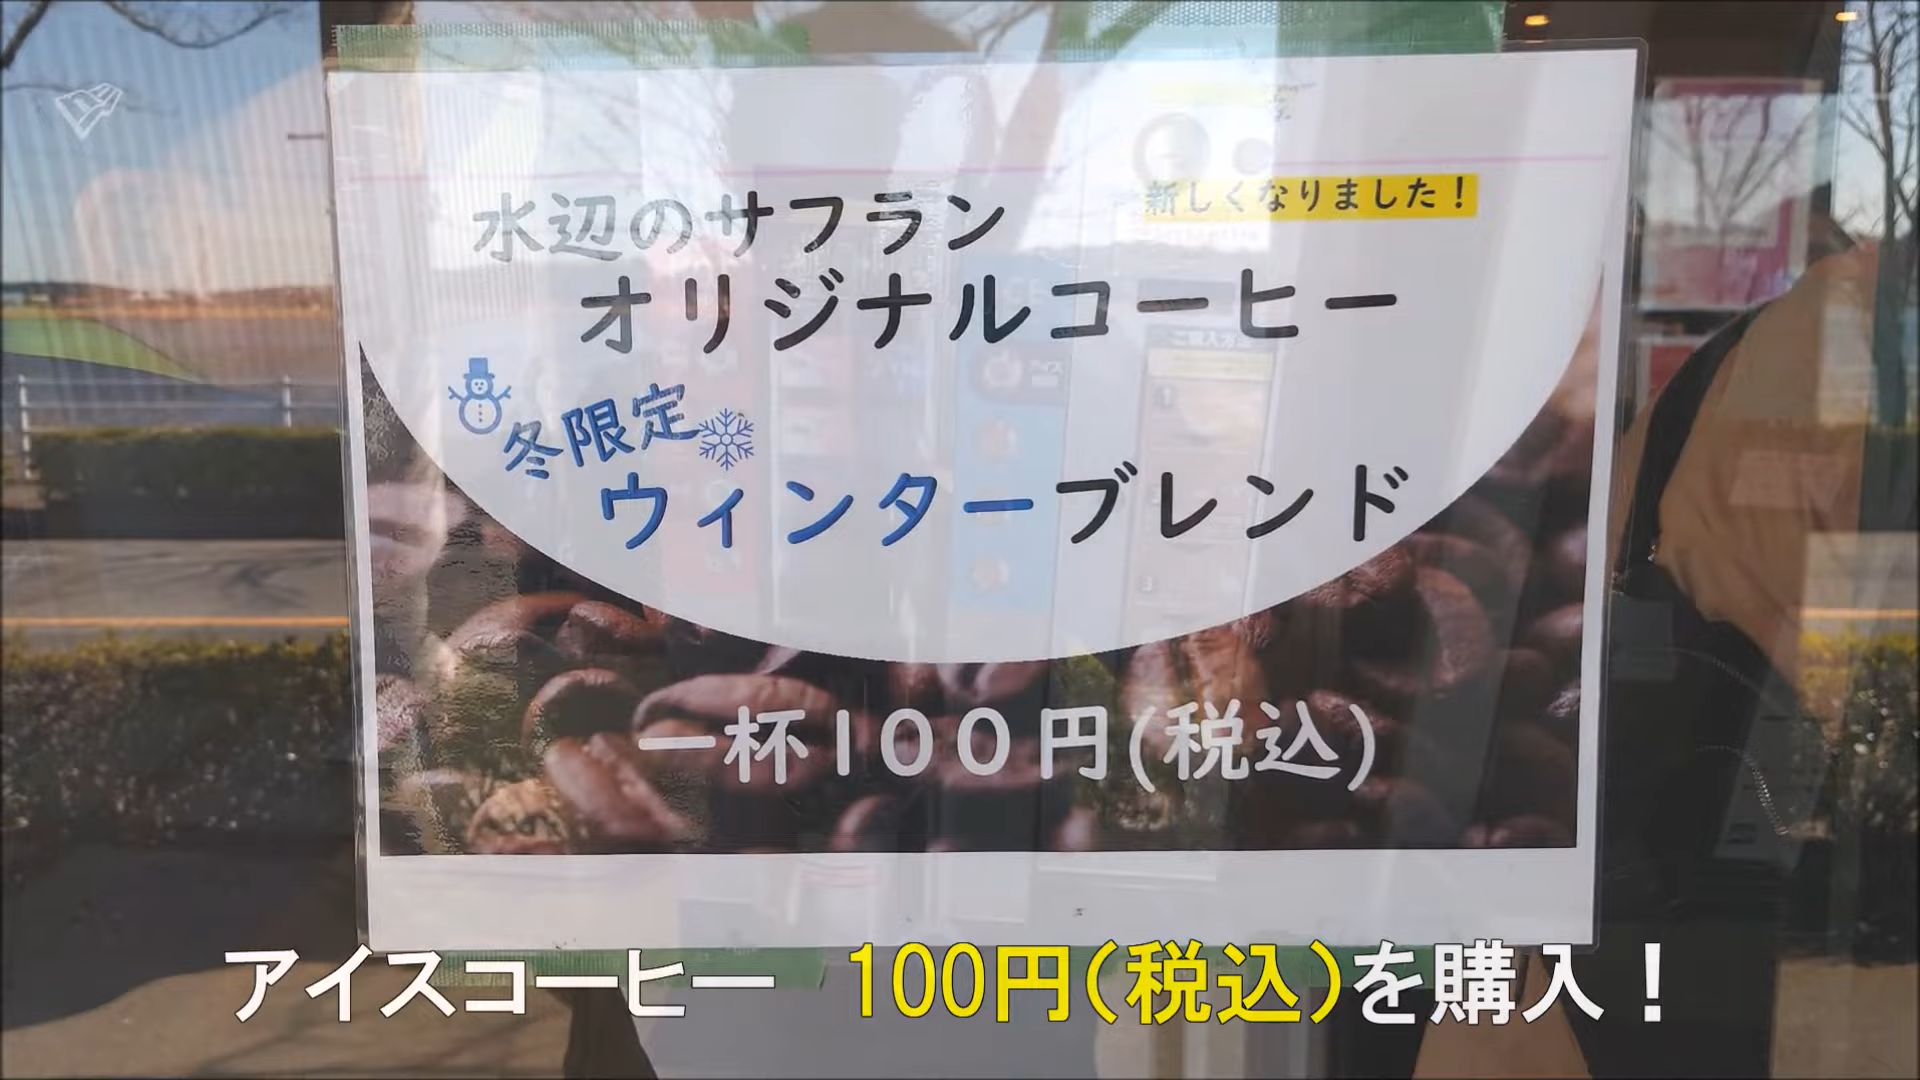 新しくなりました！
水辺のサフラン
オリジナルコーヒー
冬限定
ウィンターブレンド
一杯100円(税込)
アイスコーヒー 100円(税込)を購入！